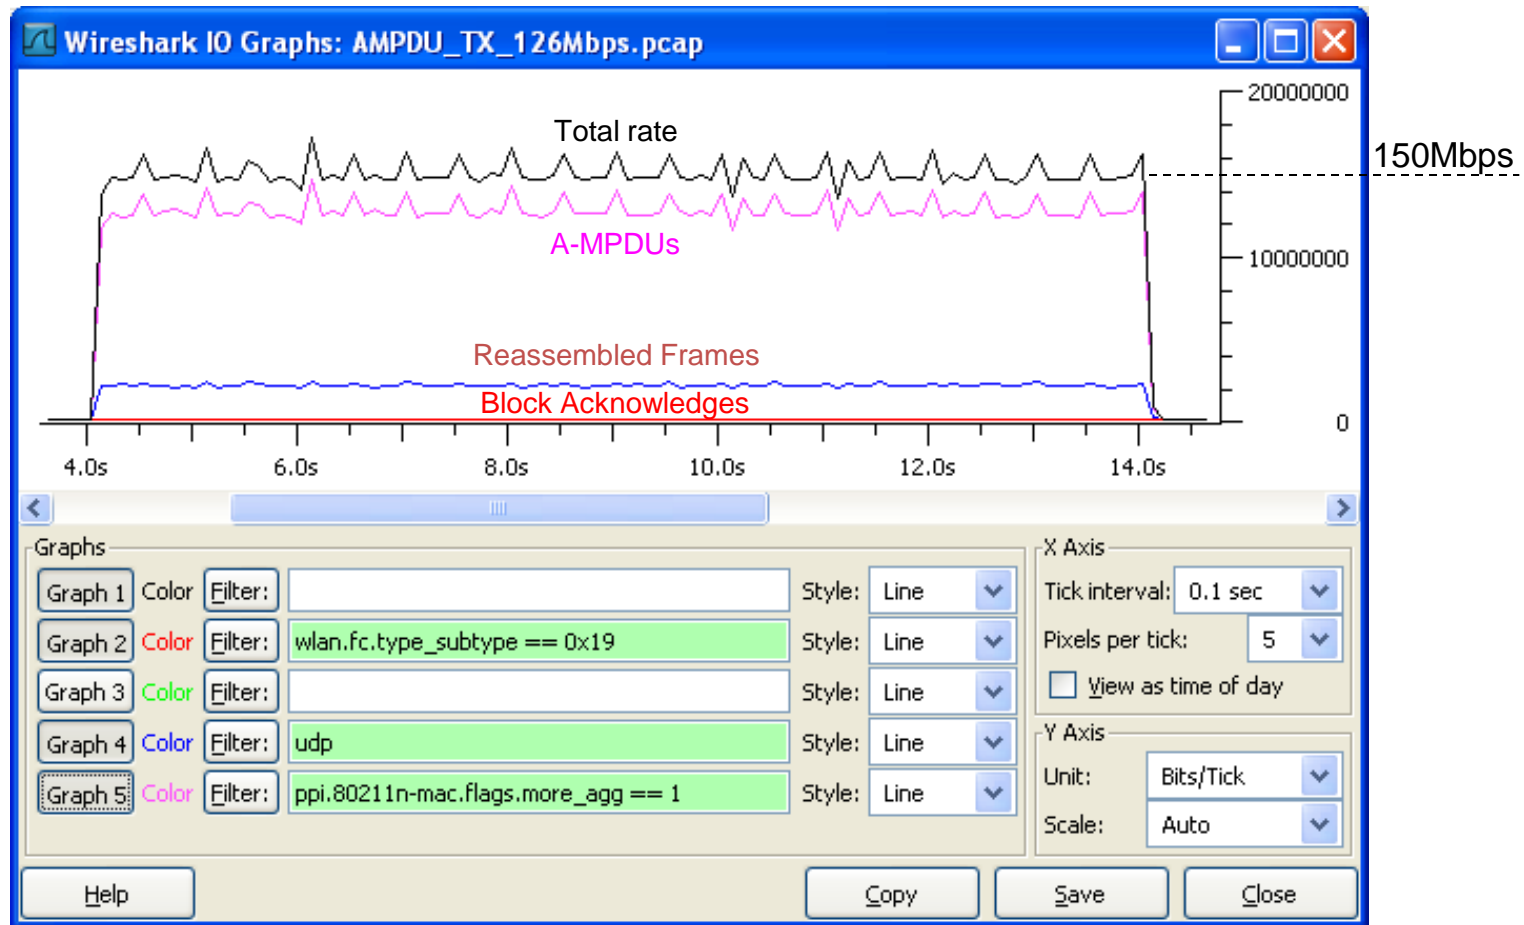 Wireshark IO Graphs: AMPDU_TX_126Mbps.pcap
20000000
Total rate
150Mbps
A-MPDUs
10000000
Reassembled Frames
Block Acknowledges
0
4.0s 6.0s 8.0s 10.0s 12.0s 14.0s
Graphs
Graph 1 Color Filter: Style: Line
Graph 2 Color Filter: wlan.fc.type_subtype == 0x19 Style: Line
Graph 3 Color Filter: Style: Line
Graph 4 Color Filter: udp Style: Line
Graph 5 Color Filter: ppi.80211n-mac.flags.more_agg == 1 Style: Line
X Axis
Tick interval: 0.1 sec
Pixels per tick: 5
View as time of day
Y Axis
Unit: Bits/Tick
Scale: Auto
Help Copy Save Close